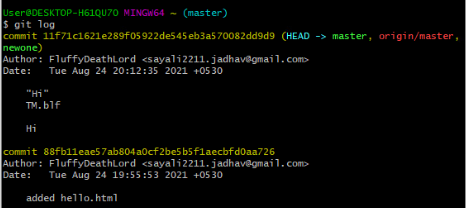 User@DESKTOP-H61QU7O MINGW64 ~ (master)
$ git log
commit 11f71c1621e289f05922de545eb3a570082dd9d9 (HEAD -> master, origin/master,
newone)
Author: FluffyDeathLord <sayali2211.jadhav@gmail.com>
Date:   Tue Aug 24 20:12:35 2021 +0530
"Hi"
TM.blf
Hi
commit 88fb11eae57ab804a0cf2be5b5f1aecbfd0aa726
Author: FluffyDeathLord <sayali2211.jadhav@gmail.com>
Date:   Tue Aug 24 19:55:53 2021 +0530
added hello.html